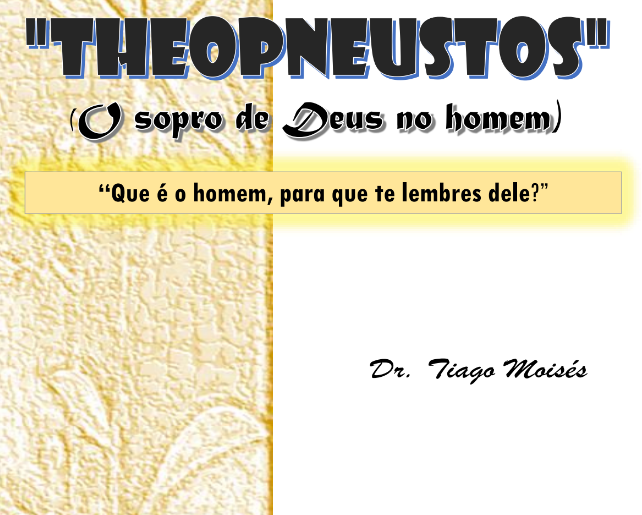 "THEOPNEUSTOS"
(O sopro de Deus no homem)
“Que é o homem, para que te lembres dele?”
Dr. Tiago Moisés